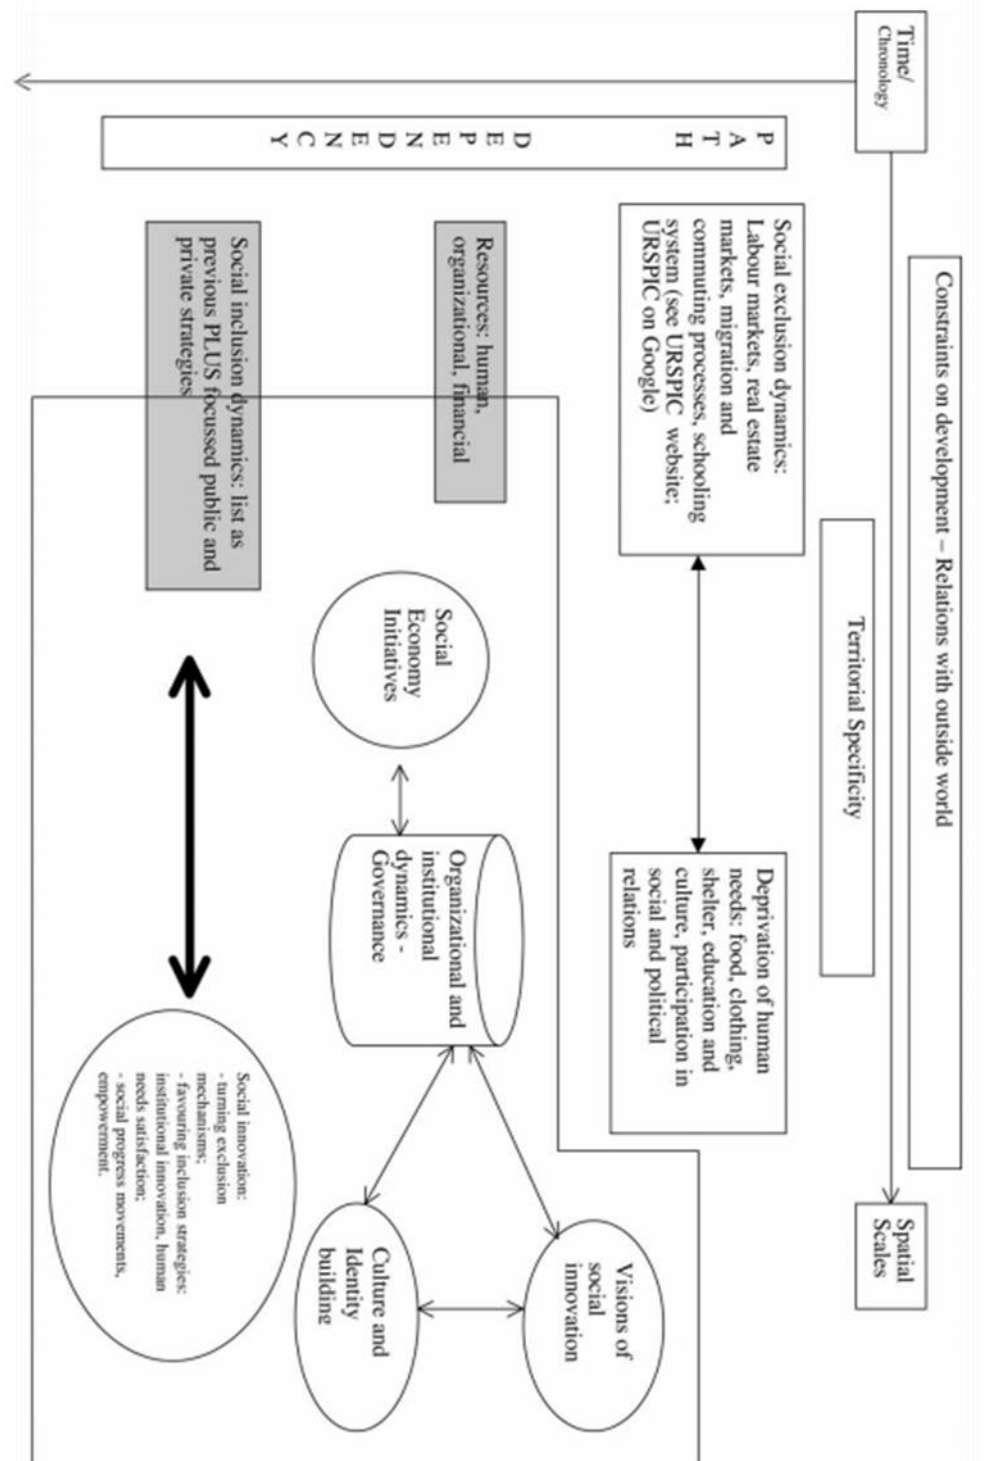 Constraints on development – Relations with outside world
Time/
Chronology
Spatial
Scales
Territorial Specificity
P
A
T
H
D
E
P
E
N
D
E
N
C
Y
Social exclusion dynamics:
Labour markets, real estate
markets, migration and
commuting processes, schooling
system (see URSPIC website;
URSPIC on Google)
Deprivation of human
needs: food, clothing,
shelter, education and
culture, participation in
social and political
relations
Resources: human,
organizational, financial
Social
Economy
Initiatives
Organizational and
institutional
dynamics -
Governance
Visions of
social
innovation
Culture and
Identity
building
Social inclusion dynamics: list as
previous PLUS focussed public and
private strategies
Social innovation:
- turning exclusion
mechanisms;
- favouring inclusion strategies:
institutional innovation, human
needs satisfaction;
- social progress movements,
empowerment.